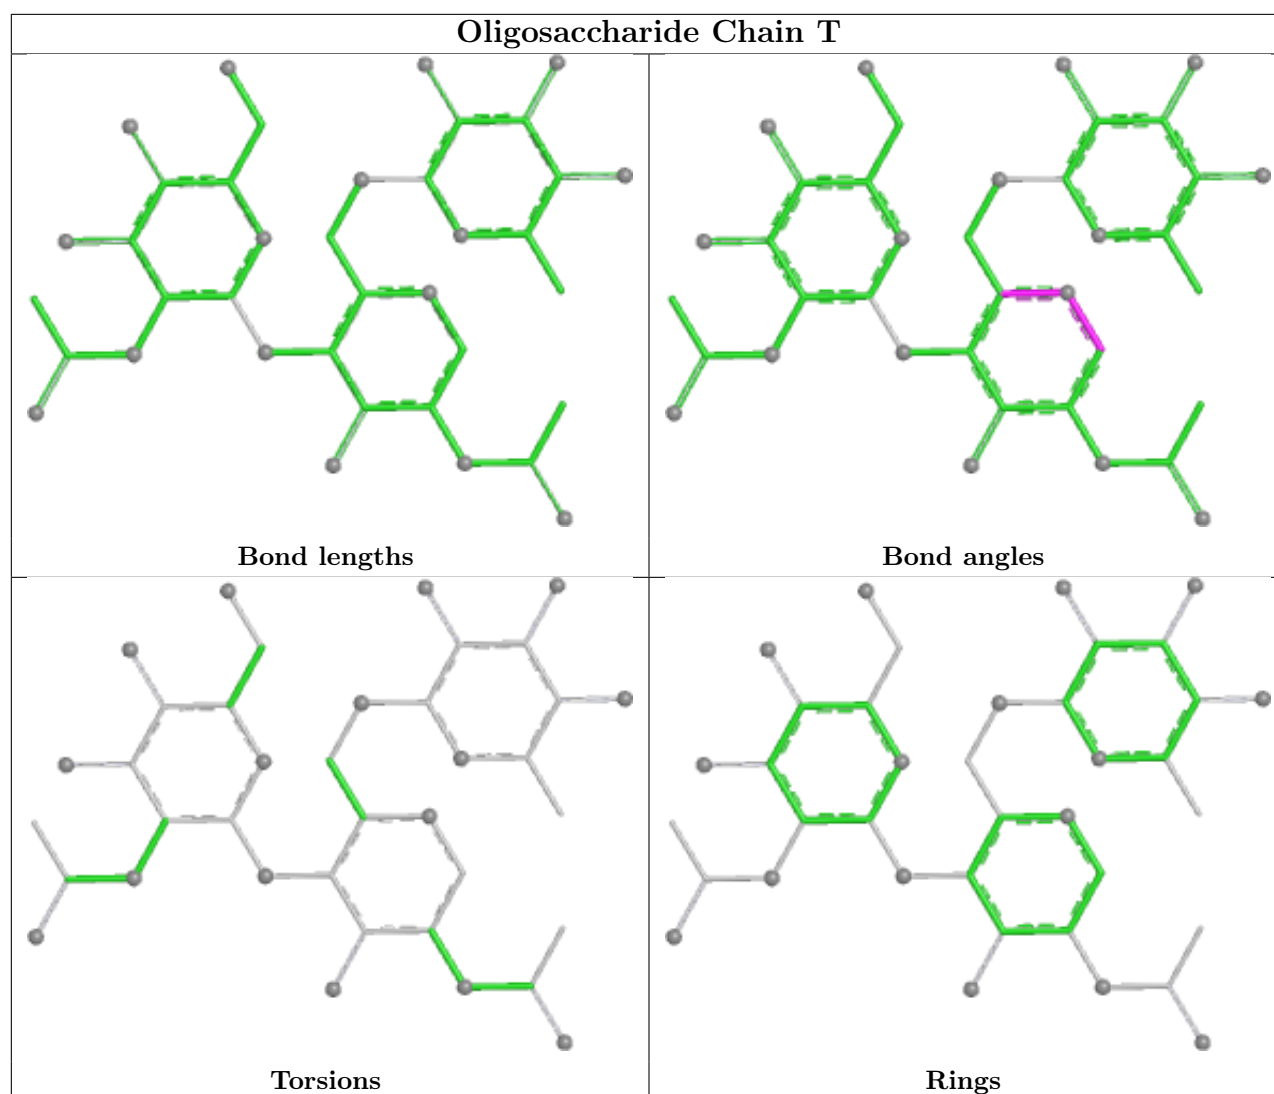 Oligosaccharide Chain T
Bond lengths
Bond angles
Torsions
Rings